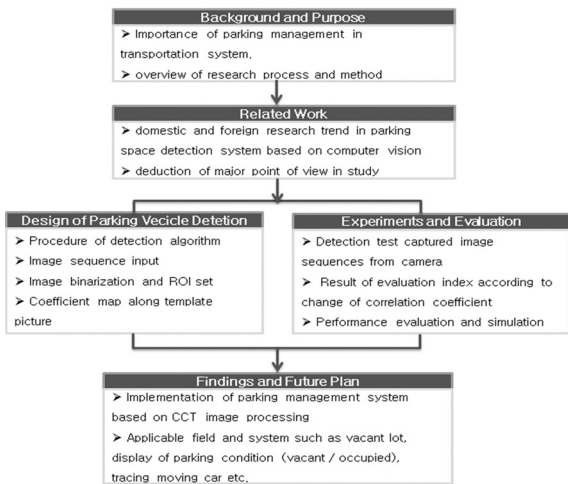 Background and Purpose
➤ Importance of parking management in
transportation system,
➤ overview of research process and method
Related Work
➤ domestic and foreign research trend in parking
space detection system based on computer vision
➤ deduction of major point of view in study
Design of Parking Vecicle Detetion
➤ Procedure of detection algorithm
➤ Image sequence input
➤ Image binarization and ROI set
➤ Coefficient map along template
picture
Experiments and Evaluation
➤ Detection test captured image
sequences from camera
➤ Result of evaluation index according to
change of correlation coefficient
➤ Performance evaluation and simulation
Findings and Future Plan
➤ Implementation of parking management system
based on CCT image processing
➤ Applicable field and system such as vacant lot,
display of parking condition (vacant / occupied),
tracing moving car etc,